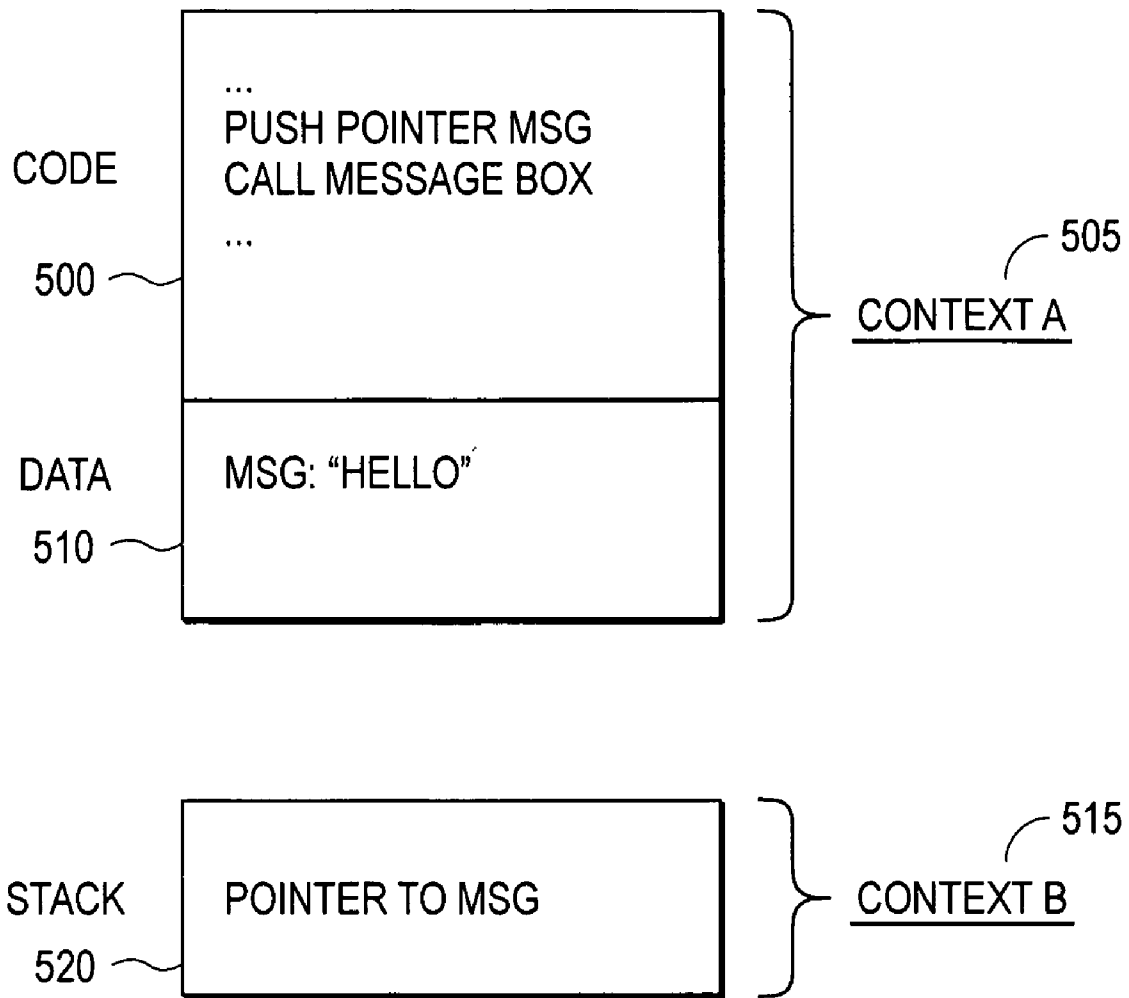 ...
PUSH POINTER MSG
CODE
CALL MESSAGE BOX
...
500
505
CONTEXT A
DATA
MSG: “HELLO”
510
515
STACK
POINTER TO MSG
CONTEXT B
520